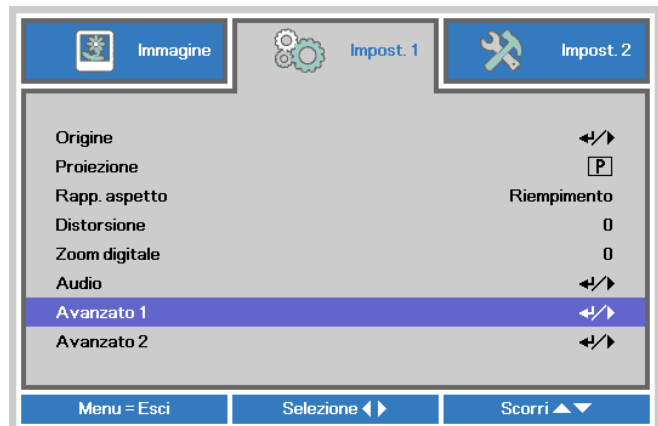 Immagine
Impost. 1
Impost. 2
Origine
Proiezione P
Rapp. aspetto Riempimento
Distorsione 0
Zoom digitale 0
Audio
Avanzato 1
Avanzato 2
Menu = Esci
Selezione
Scorri